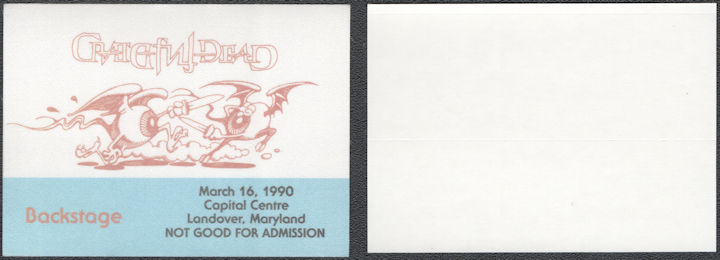 GRATEFUL DEAD
Backstage
March 16, 1990
Capital Centre
Landover, Maryland
NOT GOOD FOR ADMISSION